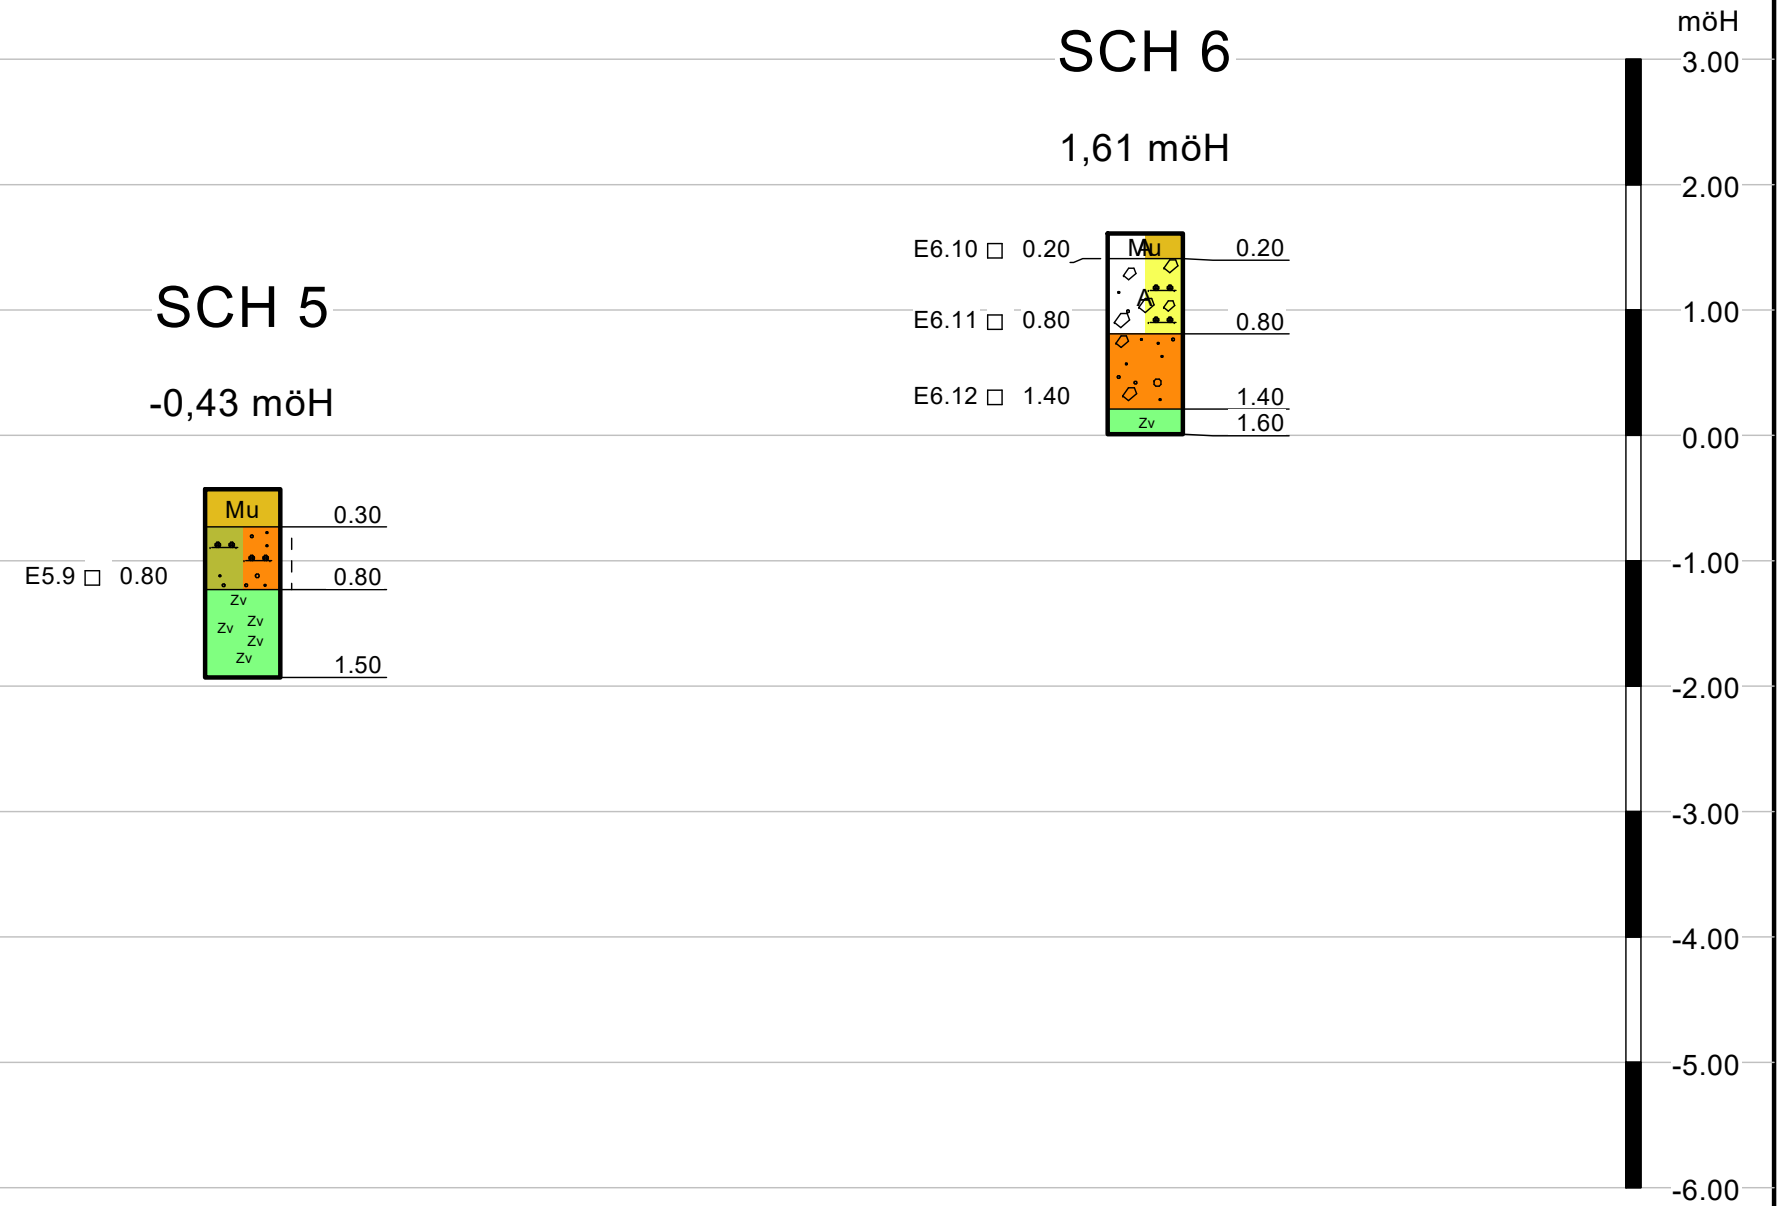 möH
SCH 6
3.00
1,61 möH
2.00
E6.10 0.20
Mu
A
0.20
SCH 5
A
1.00
E6.11 0.80
0.80
-0,43 möH
E6.12 1.40
1.40
Zv
1.60
0.00
Mu
0.30
-1.00
E5.9 0.80
0.80
Zv
Zv
Zv
Zv
Zv
1.50
-2.00
-3.00
-4.00
-5.00
-6.00